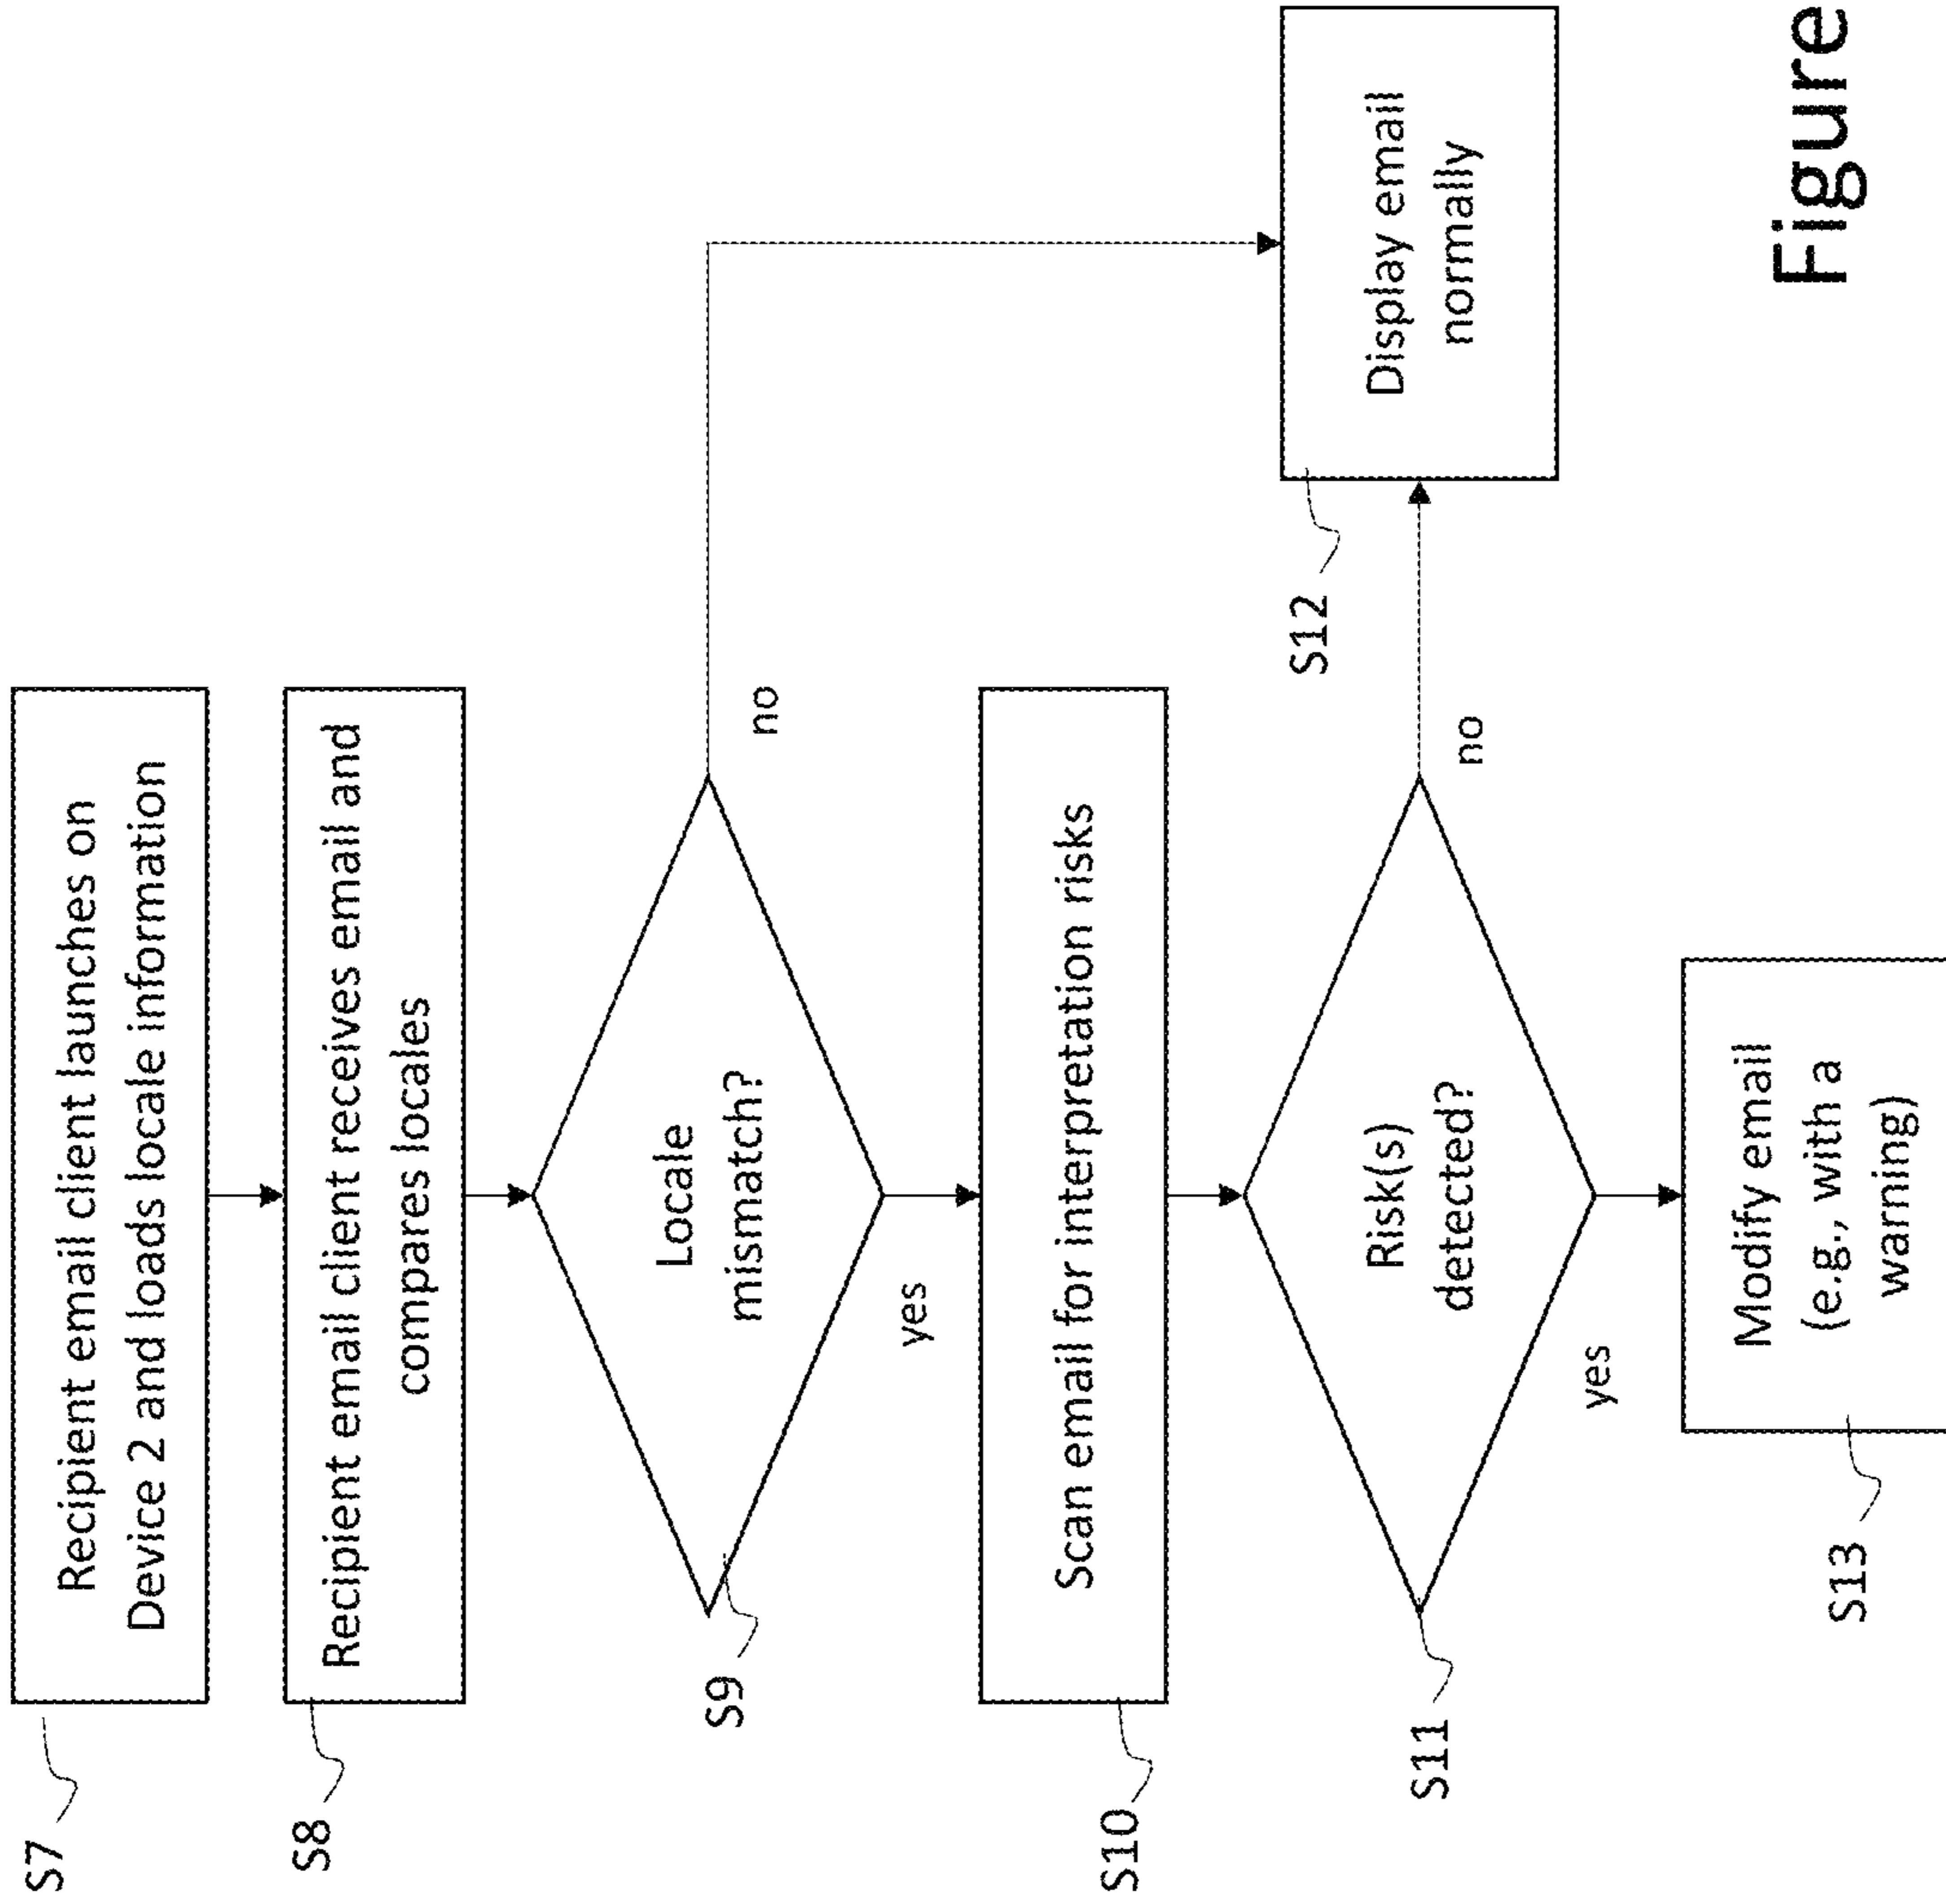 S7
Recipient email client launches on
Device 2 and loads locale information
S8
Recipient email client receives email and
compares locales
S9
Locale
mismatch?
no
yes
S10
Scan email for interpretation risks
S11
Risk(s)
detected?
no
yes
S12
Display email
normally
S13
Modify email
(e.g., with a
warning)
Figure